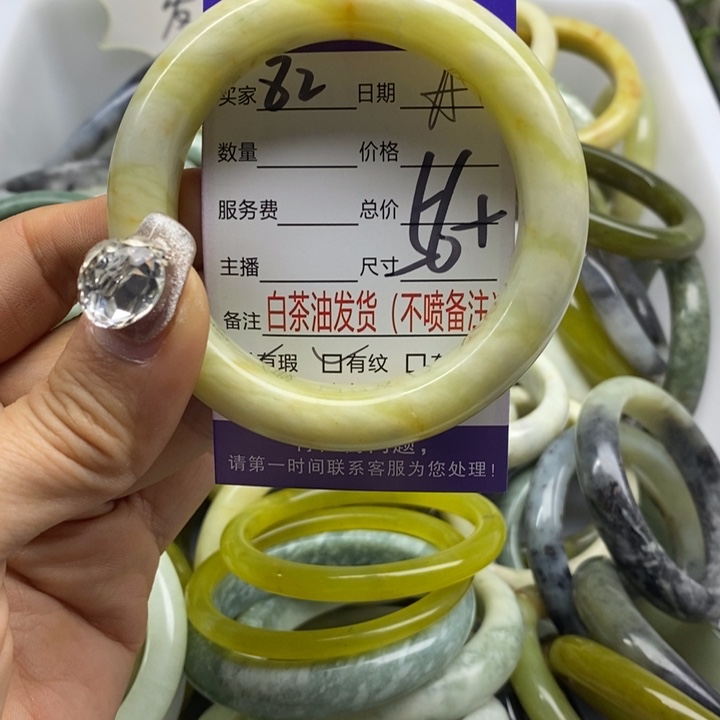 发
买家 82 日期
数量 价格
服务费 总价
主播 尺寸
备注 白茶油发货（不喷备注）
有瑕 有纹
请第一时间联系客服为您处理！